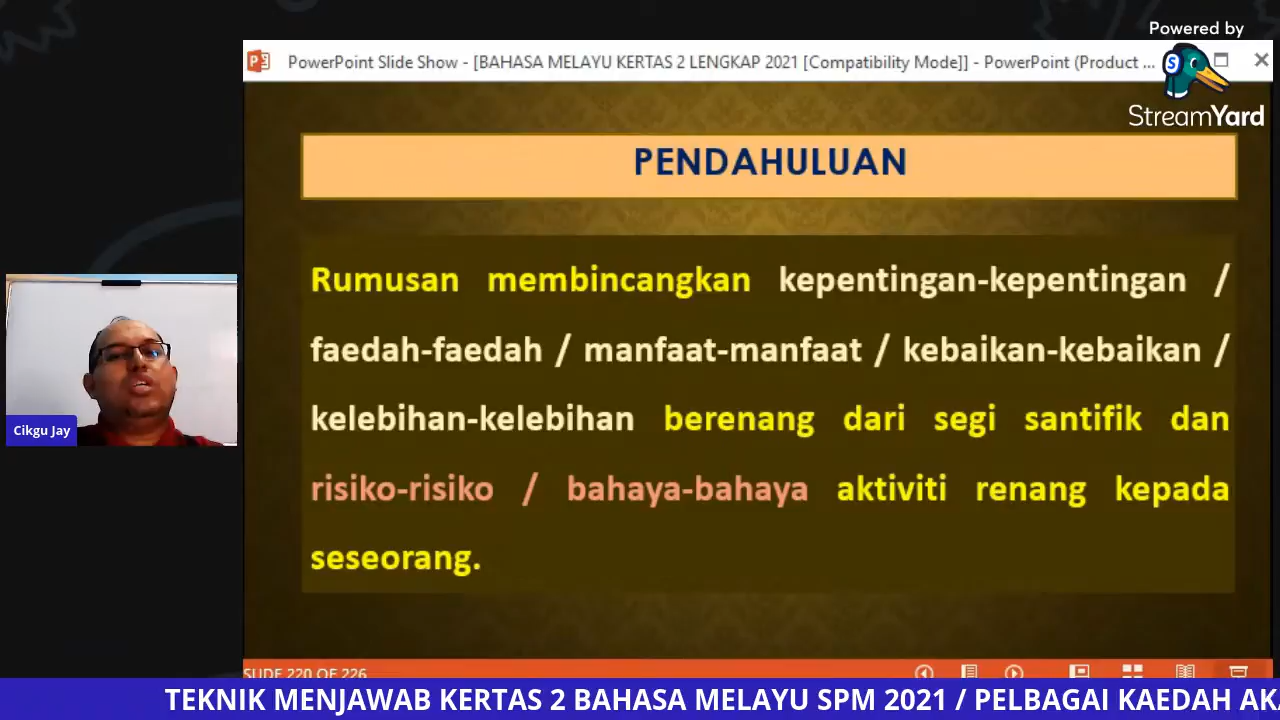 Powered by
PowerPoint Slide Show - [BAHASA MELAYU KERTAS 2 LENGKAP 2021 [Compatibility Mode]] - PowerPoint (Product ...
S
StreamYard
PENDAHULUAN
Rumusan membincangkan kepentingan-kepentingan /
faedah-faedah / manfaat-manfaat / kebaikan-kebaikan /
kelebihan-kelebihan berenang dari segi santifik dan
risiko-risiko / bahaya-bahaya aktiviti renang kepada
seseorang.
Cikgu Jay
SLIDE 220 OF 226
TEKNIK MENJAWAB KERTAS 2 BAHASA MELAYU SPM 2021 / PELBAGAI KAEDAH AKA